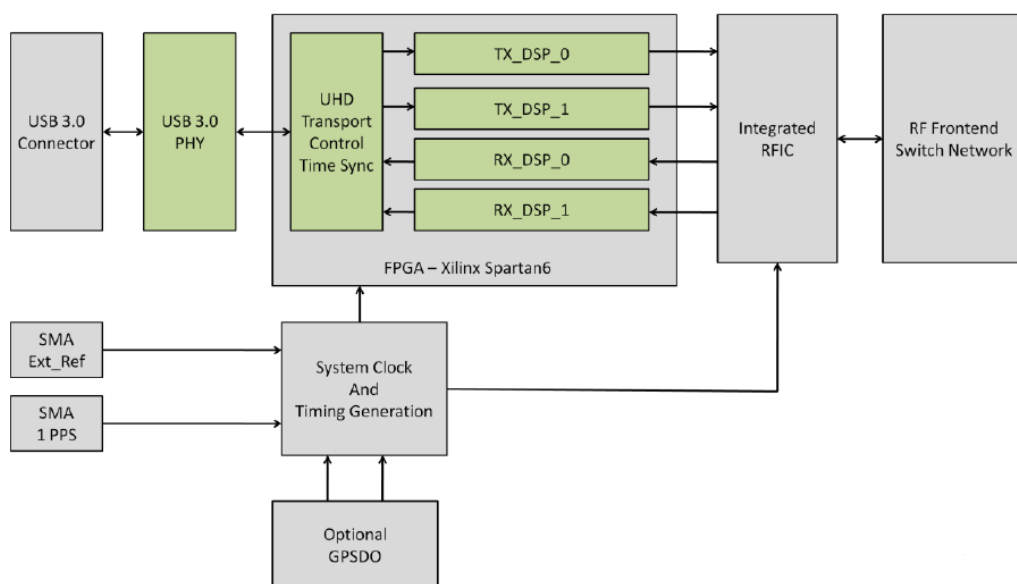 USB 3.0
Connector
USB 3.0
PHY
UHD
Transport
Control
Time Sync
TX_DSP_0
TX_DSP_1
RX_DSP_0
RX_DSP_1
FPGA – Xilinx Spartan6
Integrated
RFIC
RF Frontend
Switch Network
SMA
Ext_Ref
SMA
1 PPS
System Clock
And
Timing Generation
Optional
GPSDO